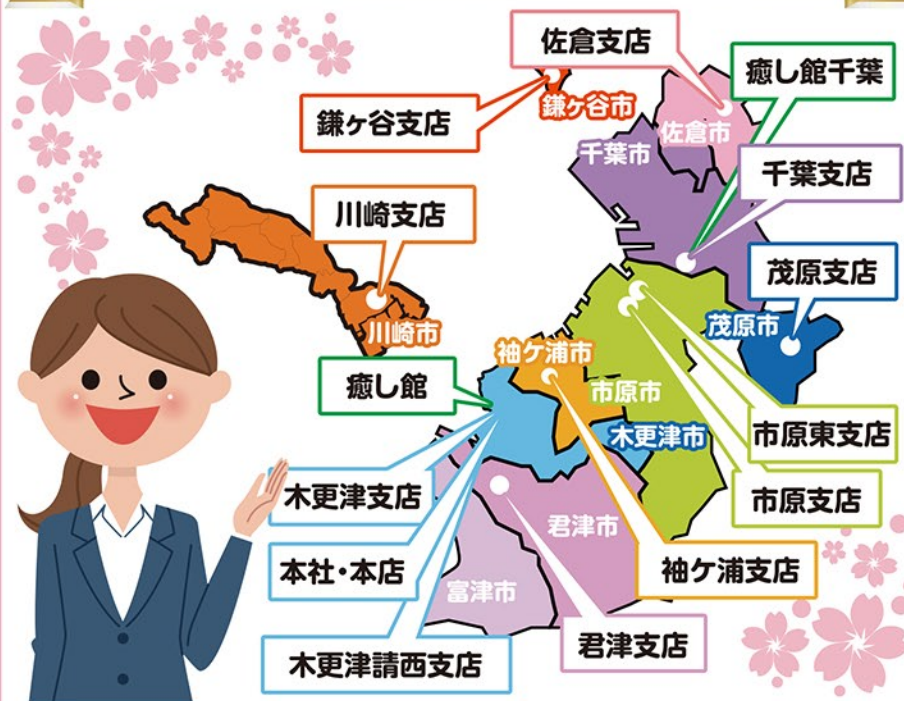 佐倉支店
癒し館千葉
鎌ヶ谷支店
鎌ヶ谷市
佐倉市
千葉市
千葉支店
川崎支店
茂原支店
川崎市
茂原市
袖ケ浦市
癒し館
市原市
木更津市
市原東支店
木更津支店
市原支店
君津市
本社・本店
袖ケ浦支店
富津市
君津支店
木更津請西支店